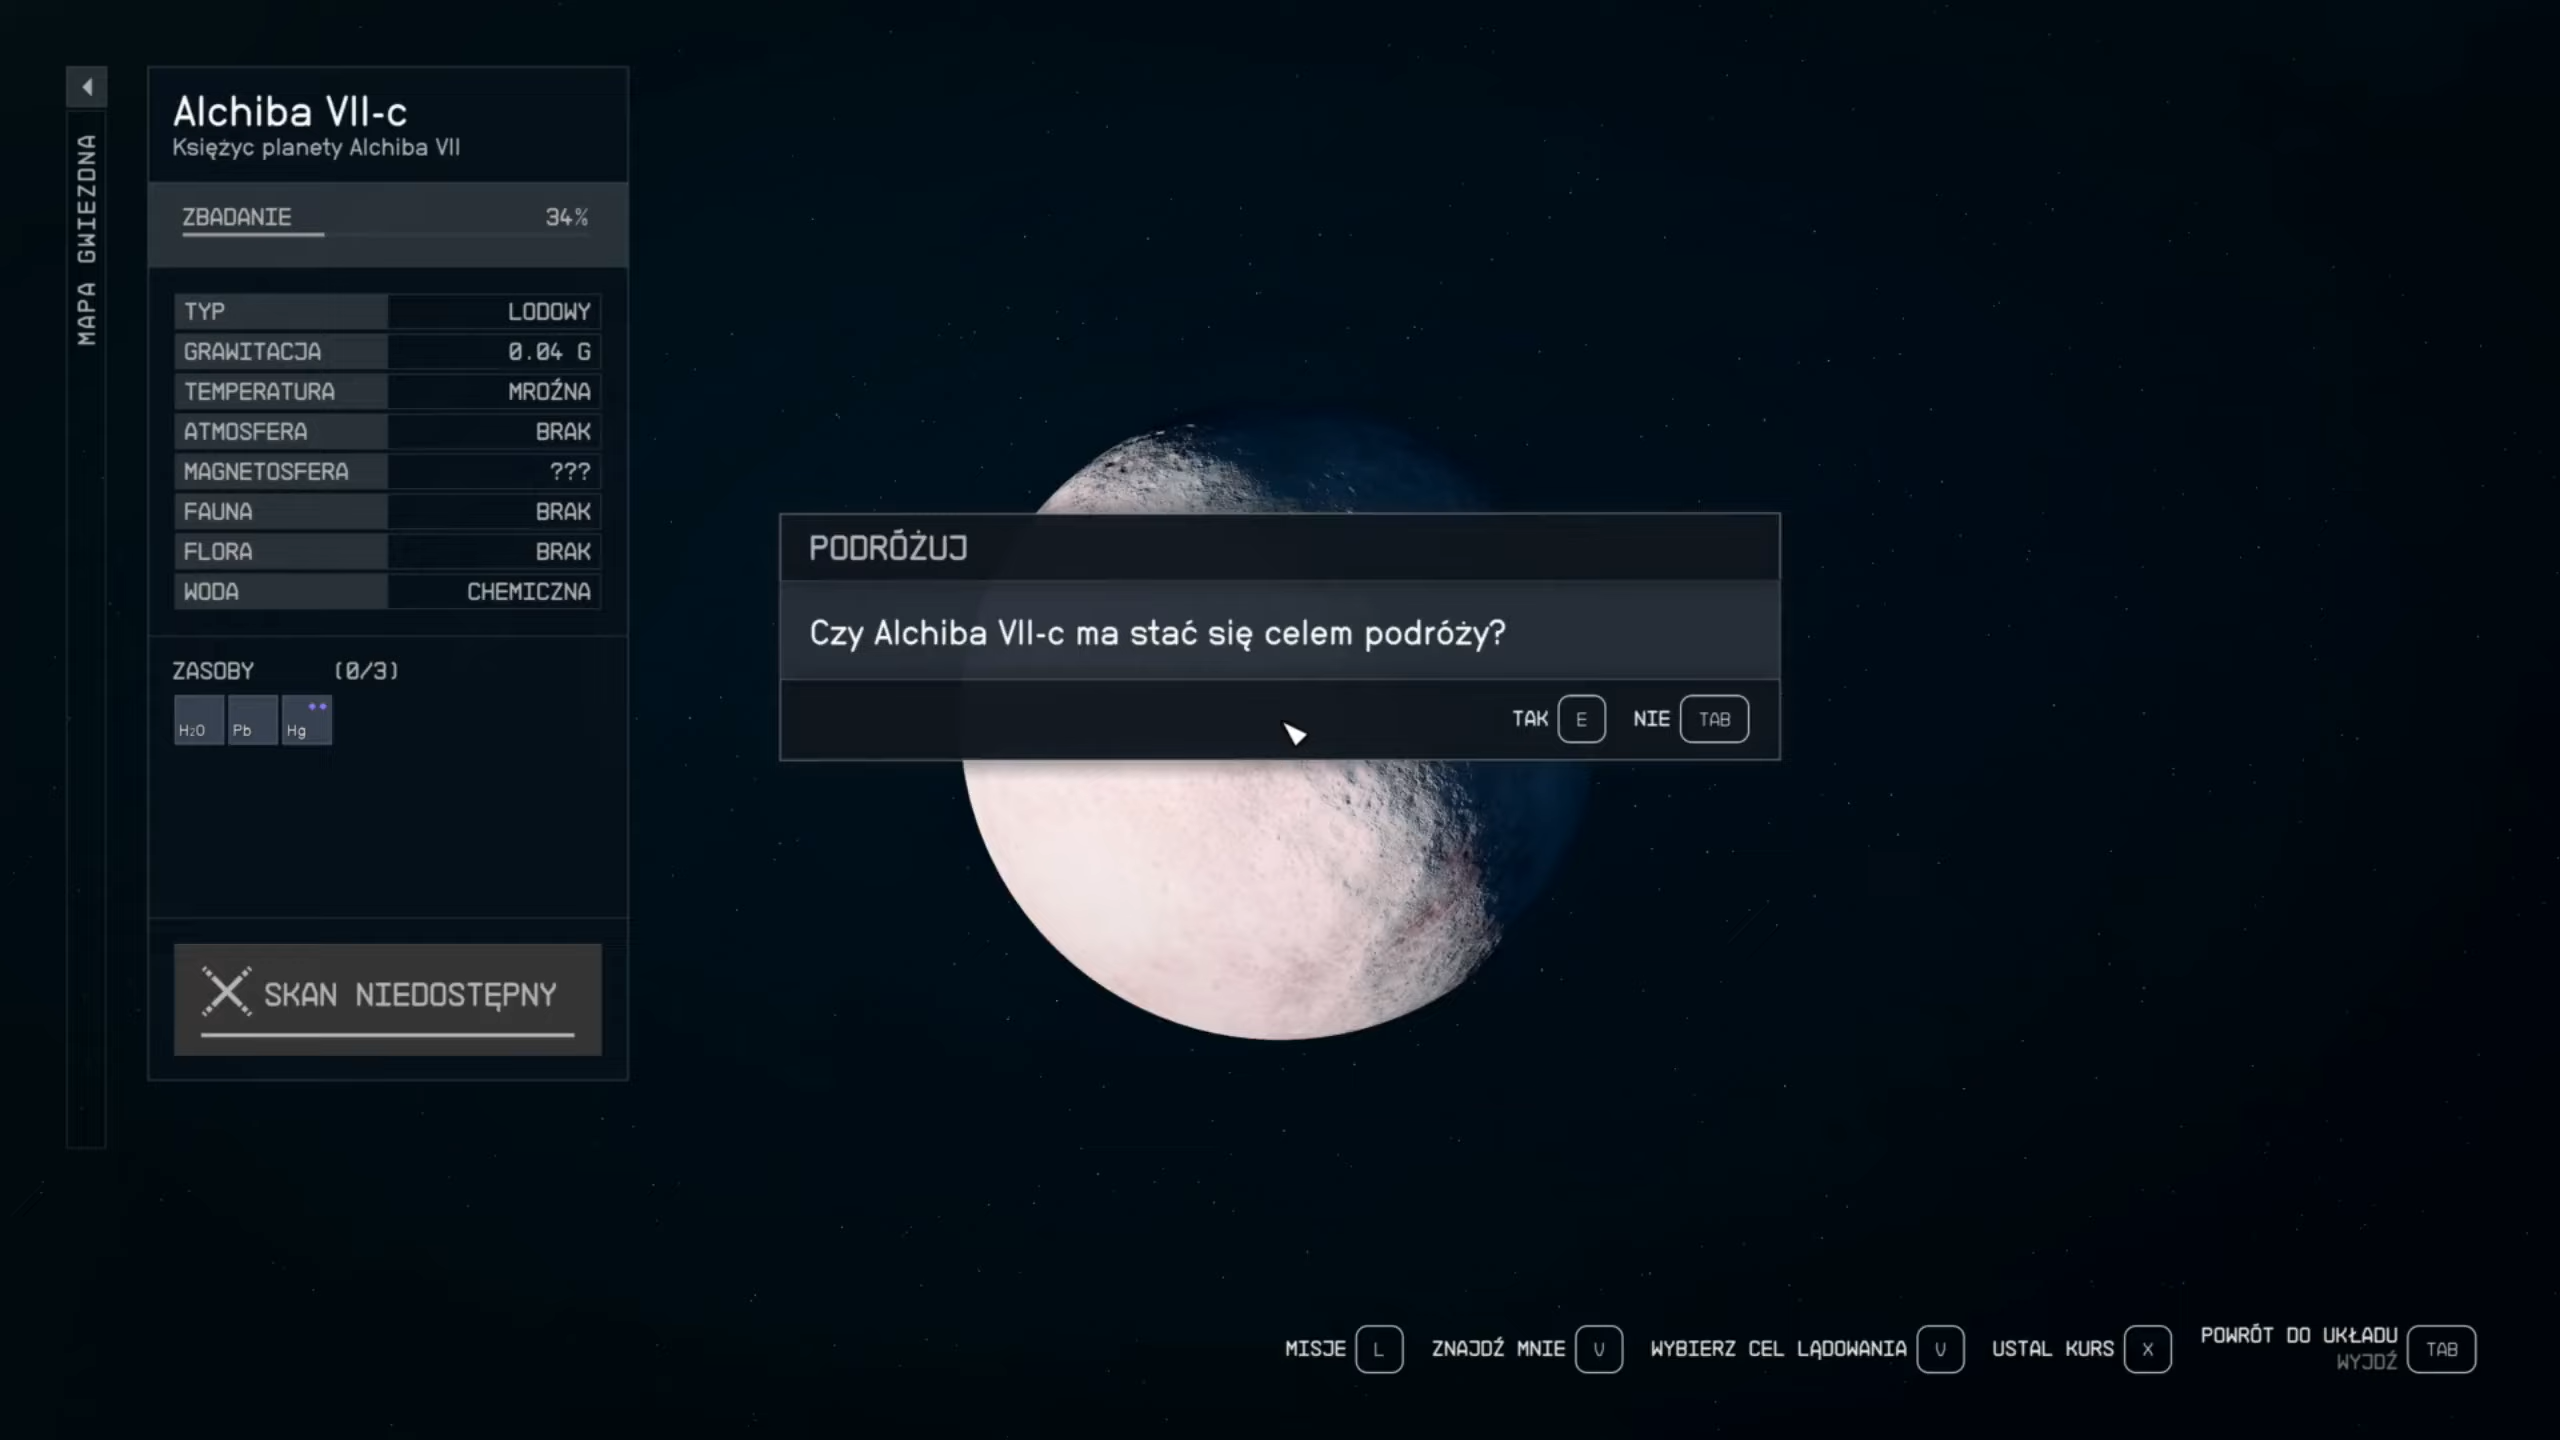 MAPA GWIEZDNA
Alchiba VII-c
Księżyc planety Alchiba VII
ZBADANIE 34%
TYP LODOWY
GRAWITACJA 0.04 G
TEMPERATURA MROŹNA
ATMOSFERA BRAK
MAGNETOSFERA ???
FAUNA BRAK
FLORA BRAK
WODA CHEMICZNA
ZASOBY (0/3)
H₂O Pb Hg
SKAN NIEDOSTĘPNY
PODRÓŻUJ
Czy Alchiba VII-c ma stać się celem podróży?
TAK E NIE TAB
MISJE L ZNAJDŹ MNIE V WYBIERZ CEL LĄDOWANIA V USTAL KURS X POWRÓT DO UKŁADU TAB
WYJDŹ